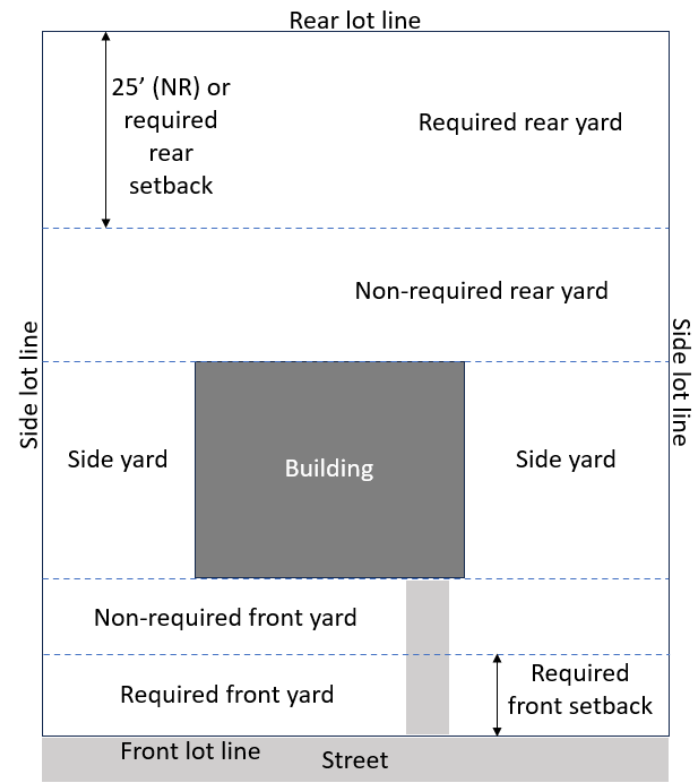 Rear lot line
25’ (NR) or
required
rear
setback
Required rear yard
Non-required rear yard
Side lot line
Side lot line
Side yard
Building
Side yard
Non-required front yard
Required front yard
Required
front setback
Front lot line
Street